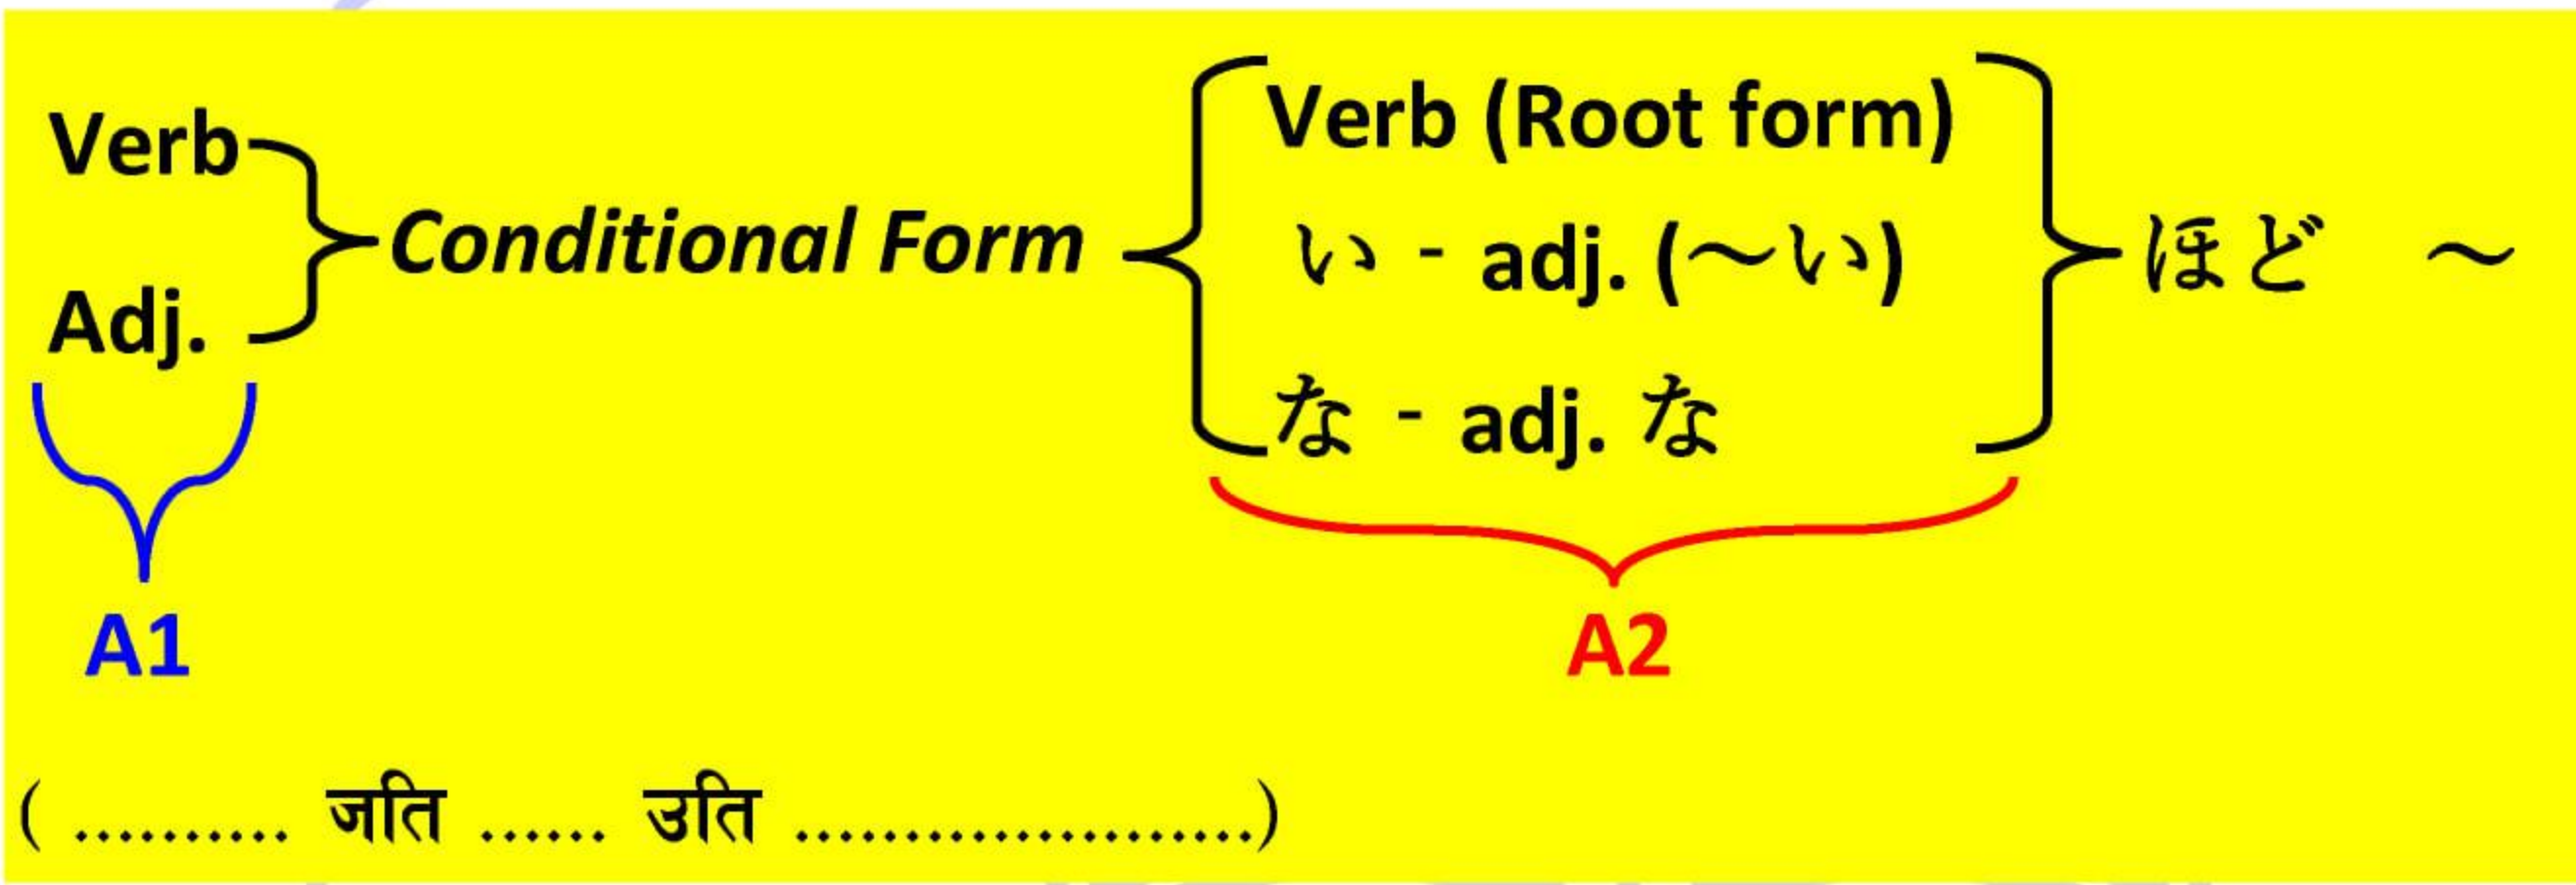 Verb
Adj.
Conditional Form
Verb (Root form)
い - adj. (～い)
な - adj. な
ほど ～
A1
A2
( .......... जति ...... उति .....................)